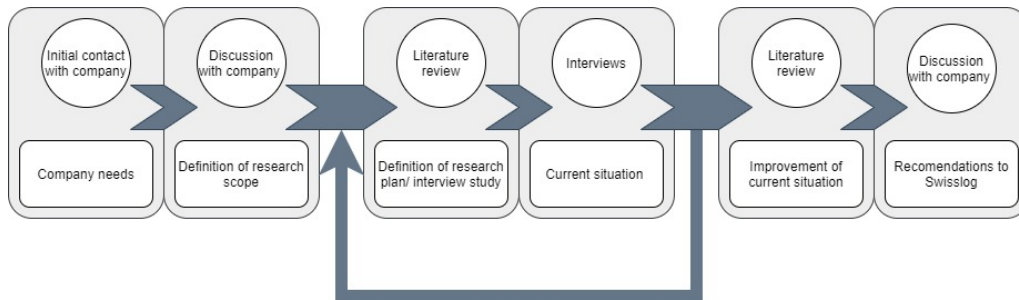 Initial contact
with company
Discussion
with company
Literature
review
Interviews
Literature
review
Discussion
with company
Company needs
Definition of research
scope
Definition of research
plan/ interview study
Current situation
Improvement of
current situation
Recomendations to
Swisslog